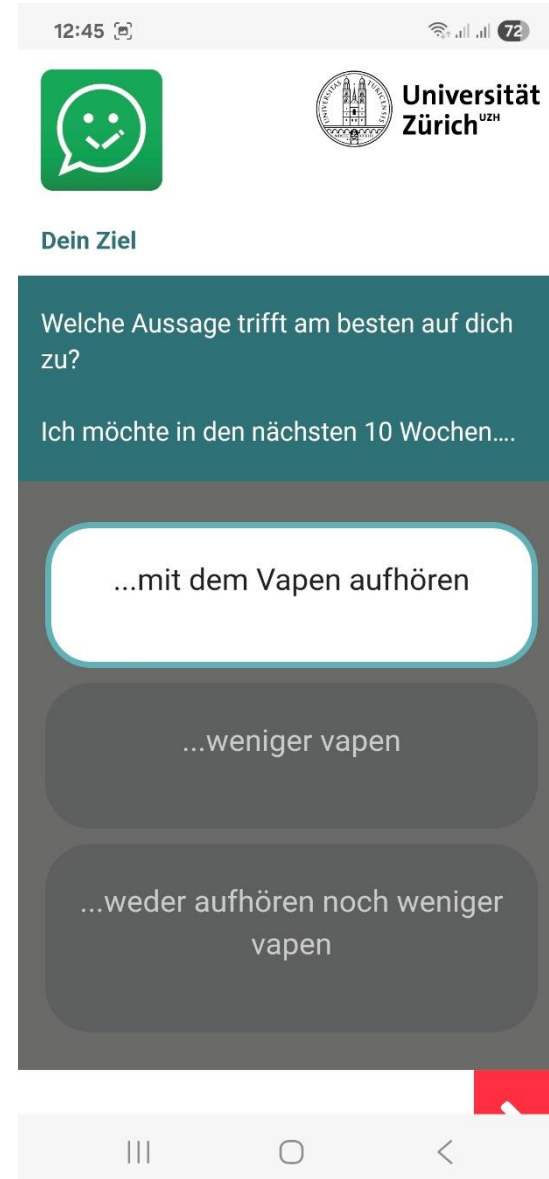 12:45
72
Universität
Zürich UZH
Dein Ziel
Welche Aussage trifft am besten auf dich
zu?
Ich möchte in den nächsten 10 Wochen....
...mit dem Vapen aufhören
...weniger vapen
...weder aufhören noch weniger
vapen